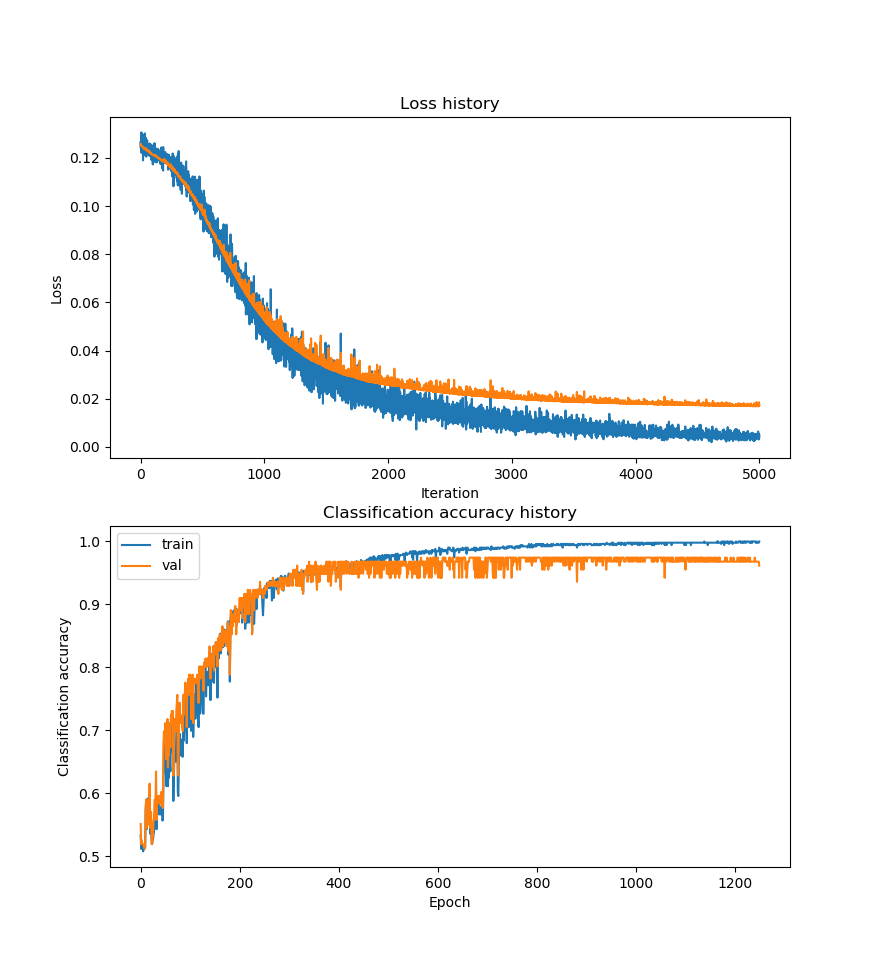 Loss history
0.12
0.10
0.08
0.06
0.04
0.02
0.00
Loss
0 1000 2000 3000 4000 5000
Iteration
Classification accuracy history
train
val
1.0
0.9
0.8
0.7
0.6
0.5
Classification accuracy
0 200 400 600 800 1000 1200
Epoch